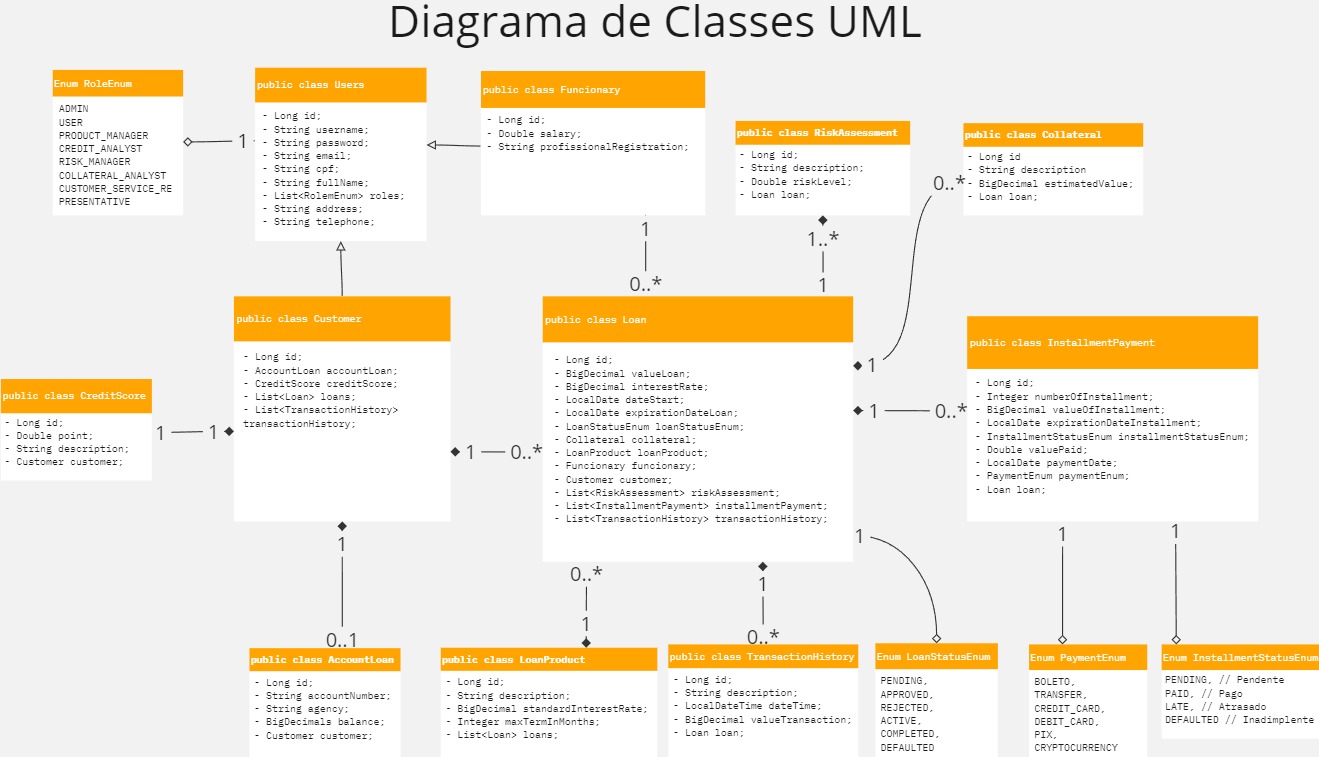 Diagrama de Classes UML
Enum RoleEnum
ADMIN
USER
PRODUCT_MANAGER
CREDIT_ANALYST
RISK_MANAGER
COLLATERAL_ANALYST
CUSTOMER_SERVICE_RE
PRESENTATIVE
1
public class Users
- Long id;
- String username;
- String password;
- String email;
- String cpf;
- String fullName;
- List<RolemEnum> roles;
- String address;
- String telephone;
public class Funcionary
- Long id;
- Double salary;
- String profissionalRegistration;
1
0..*
public class RiskAssessment
- Long id;
- String description;
- Double riskLevel;
- Loan loan;
1..*
1
public class Collateral
- Long id
- String description
- BigDecimal estimatedValue;
- Loan loan;
0..*
1
public class Customer
- Long id;
- AccountLoan accountLoan;
- CreditScore creditScore;
- List<Loan> loans;
- List<TransactionHistory>
transactionHistory;
public class Loan
- Long id;
- BigDecimal valueLoan;
- BigDecimal interestRate;
- LocalDate dateStart;
- LocalDate expirationDateLoan;
- LoanStatusEnum loanStatusEnum;
- Collateral collateral;
- LoanProduct loanProduct;
- Funcionary funcionary;
- Customer customer;
- List<RiskAssessment> riskAssessment;
- List<InstallmentPayment> installmentPayment;
- List<TransactionHistory> transactionHistory;
public class InstallmentPayment
- Long id;
- Integer numberOfInstallment;
- BigDecimal valueOfInstallment;
- LocalDate expirationDateInstallment;
- InstallmentStatusEnum installmentStatusEnum;
- Double valuePaid;
- LocalDate paymentDate;
- PaymentEnum paymentEnum;
- Loan loan;
1
0..*
public class CreditScore
- Long id;
- Double point;
- String description;
- Customer customer;
1
1
1
0..*
1
0..1
0..*
1
1
0..*
1
1
1
public class AccountLoan
- Long id;
- String accountNumber;
- String agency;
- BigDecimals balance;
- Customer customer;
public class LoanProduct
- Long id;
- String description;
- BigDecimal standardInterestRate;
- Integer maxTermInMonths;
- List<Loan> loans;
public class TransactionHistory
- Long id;
- String description;
- LocalDateTime dateTime;
- BigDecimal valueTransaction;
- Loan loan;
Enum LoanStatusEnum
PENDING,
APPROVED,
REJECTED,
ACTIVE,
COMPLETED,
DEFAULTED
Enum PaymentEnum
BOLETO,
TRANSFER,
CREDIT_CARD,
DEBIT_CARD,
PIX,
CRYPTOCURRENCY
Enum InstallmentStatusEnum
PENDING, // Pendente
PAID, // Pago
LATE, // Atrasado
DEFAULTED // Inadimplente